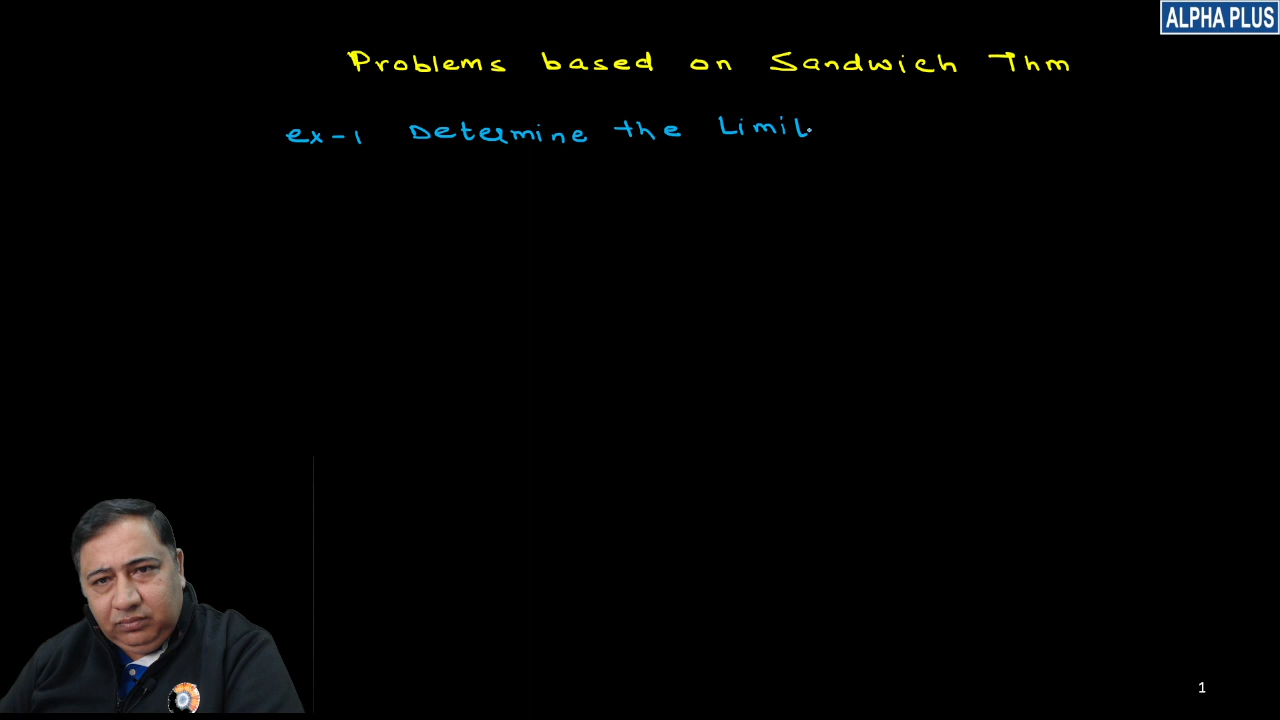 ALPHA PLUS
Problems based on Sandwich Thm
ex-1 Determine the Limit
1